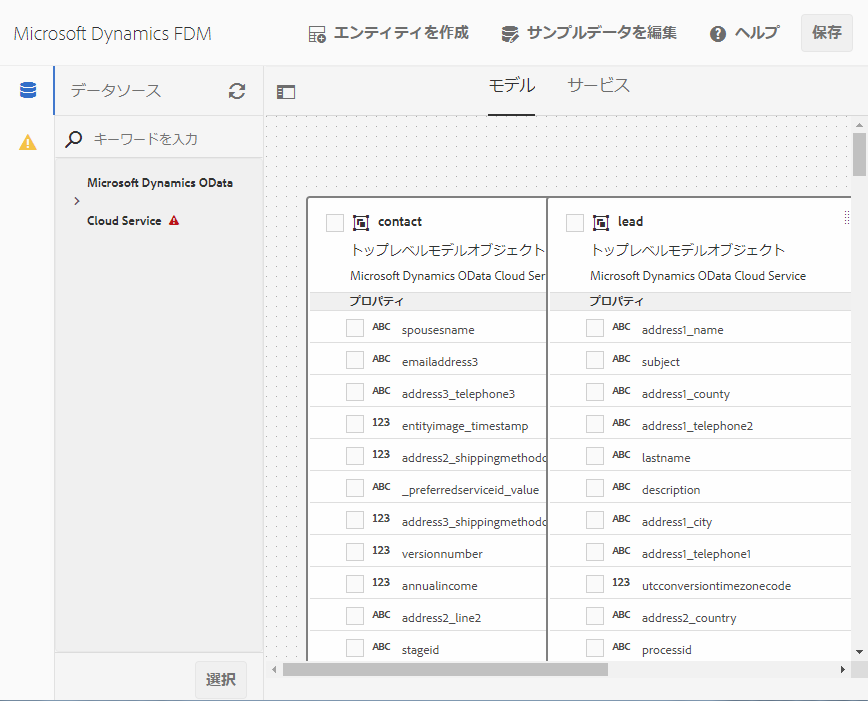 Microsoft Dynamics FDM
エンティティを作成
サンプルデータを編集
ヘルプ
保存
データソース
モデル
サービス
キーワードを入力
Microsoft Dynamics OData
Cloud Service
contact
トップレベルモデルオブジェクト
Microsoft Dynamics OData Cloud Ser
プロパティ
ABC spousesname
ABC emailaddress3
ABC address3_telephone3
123 entityimage_timestamp
123 address2_shippingmethodc
ABC _preferredserviceid_value
123 address3_shippingmethodc
123 versionnumber
123 annualincome
ABC address2_line2
ABC stageid
lead
トップレベルモデルオブジェクト
Microsoft Dynamics OData Cloud Service
プロパティ
ABC address1_name
ABC subject
ABC address1_county
ABC address1_telephone2
ABC lastname
ABC description
ABC address1_city
ABC address1_telephone1
123 utcconversiontimezonecode
ABC address2_country
ABC processid
選択